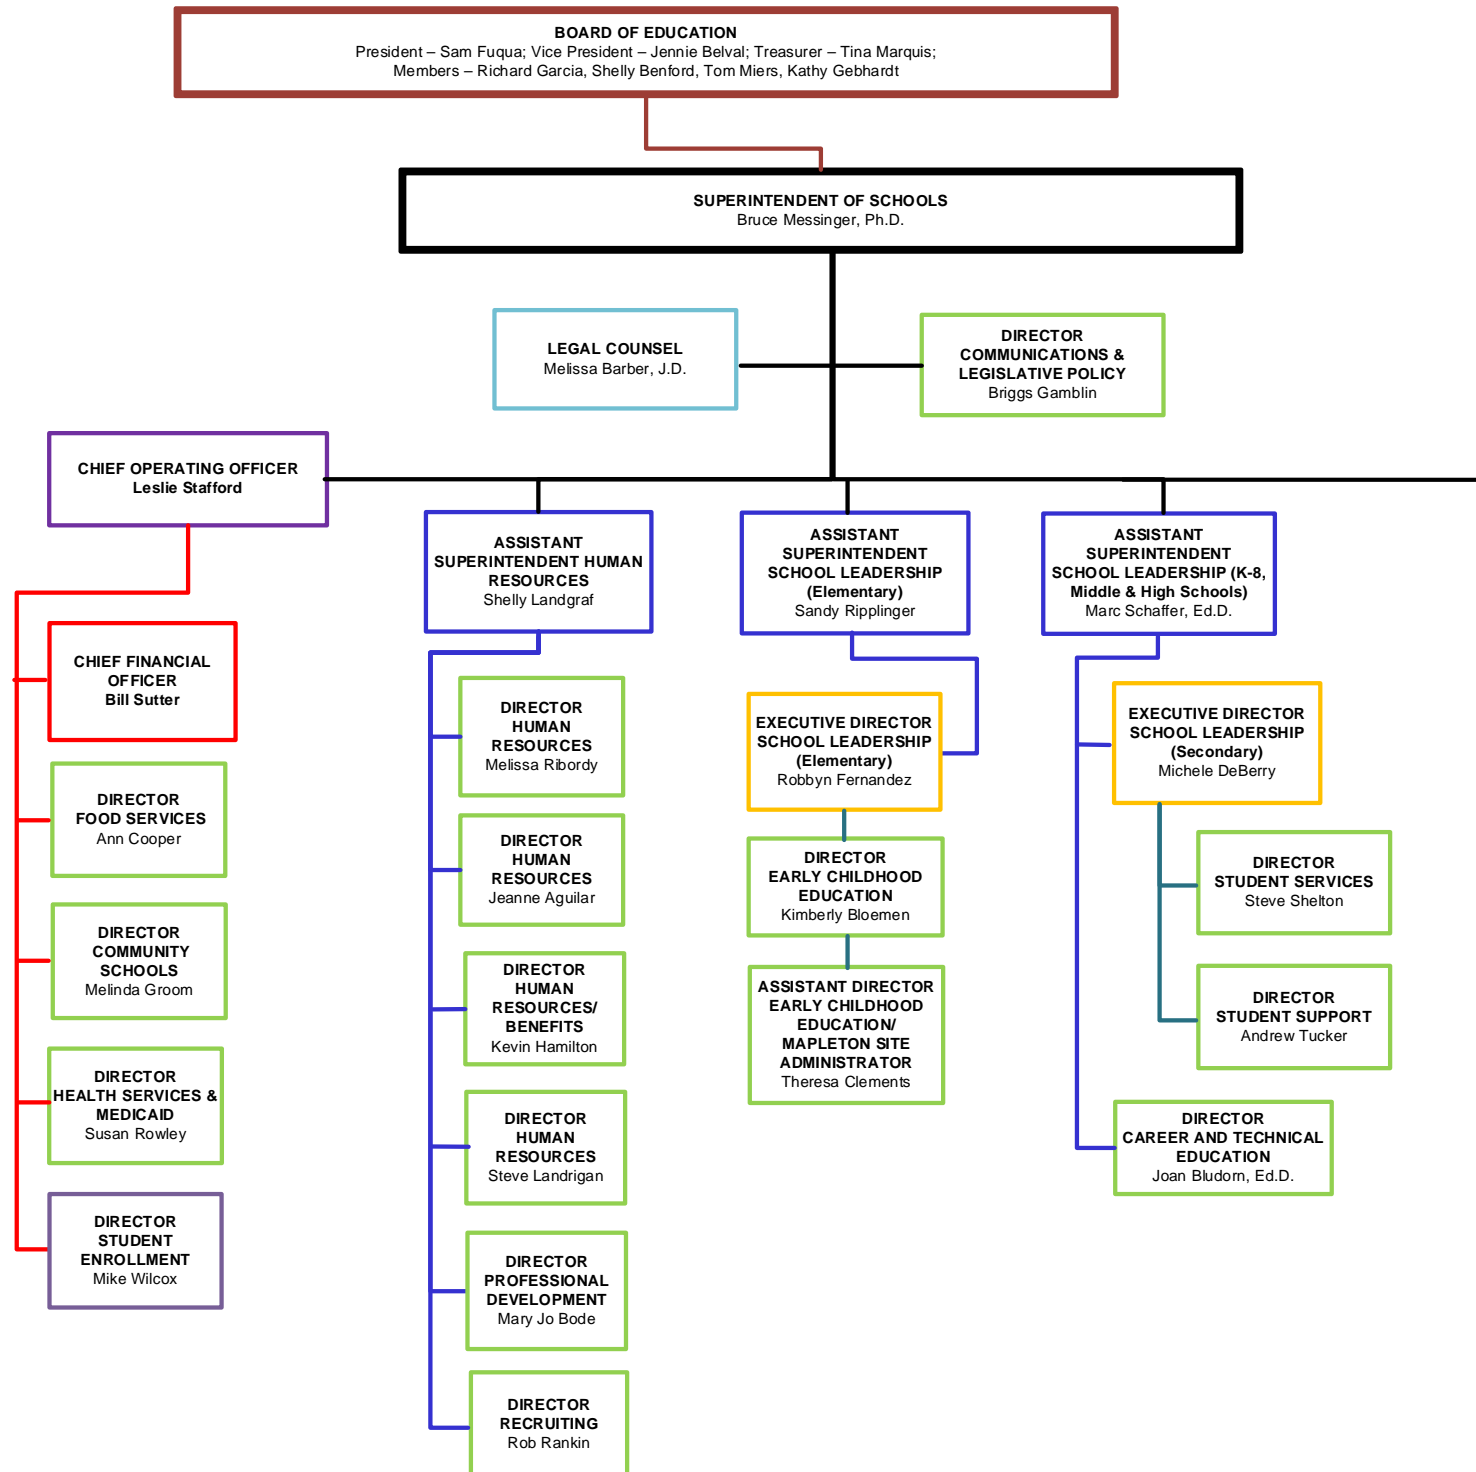 BOARD OF EDUCATION
President – Sam Fuqua; Vice President – Jennie Belval; Treasurer – Tina Marquis;
Members – Richard Garcia, Shelly Benford, Tom Miers, Kathy Gebhardt
SUPERINTENDENT OF SCHOOLS
Bruce Messinger, Ph.D.
LEGAL COUNSEL
Melissa Barber, J.D.
DIRECTOR
COMMUNICATIONS &
LEGISLATIVE POLICY
Briggs Gamblin
CHIEF OPERATING OFFICER
Leslie Stafford
CHIEF FINANCIAL
OFFICER
Bill Sutter
DIRECTOR
FOOD SERVICES
Ann Cooper
DIRECTOR
COMMUNITY
SCHOOLS
Melinda Groom
DIRECTOR
HEALTH SERVICES &
MEDICAID
Susan Rowley
DIRECTOR
STUDENT
ENROLLMENT
Mike Wilcox
ASSISTANT
SUPERINTENDENT HUMAN
RESOURCES
Shelly Landgraf
DIRECTOR
HUMAN
RESOURCES
Melissa Ribordy
DIRECTOR
HUMAN
RESOURCES
Jeanne Aguilar
DIRECTOR
HUMAN
RESOURCES/
BENEFITS
Kevin Hamilton
DIRECTOR
HUMAN
RESOURCES
Steve Landrigan
DIRECTOR
PROFESSIONAL
DEVELOPMENT
Mary Jo Bode
DIRECTOR
RECRUITING
Rob Rankin
ASSISTANT
SUPERINTENDENT
SCHOOL LEADERSHIP
(Elementary)
Sandy Ripplinger
EXECUTIVE DIRECTOR
SCHOOL LEADERSHIP
(Elementary)
Robbyn Fernandez
DIRECTOR
EARLY CHILDHOOD
EDUCATION
Kimberly Bloemen
ASSISTANT DIRECTOR
EARLY CHILDHOOD
EDUCATION/
MAPLETON SITE
ADMINISTRATOR
Theresa Clements
ASSISTANT
SUPERINTENDENT
SCHOOL LEADERSHIP (K-8,
Middle & High Schools)
Marc Schaffer, Ed.D.
EXECUTIVE DIRECTOR
SCHOOL LEADERSHIP
(Secondary)
Michele DeBerry
DIRECTOR
STUDENT SERVICES
Steve Shelton
DIRECTOR
STUDENT SUPPORT
Andrew Tucker
DIRECTOR
CAREER AND TECHNICAL
EDUCATION
Joan Bludorn, Ed.D.